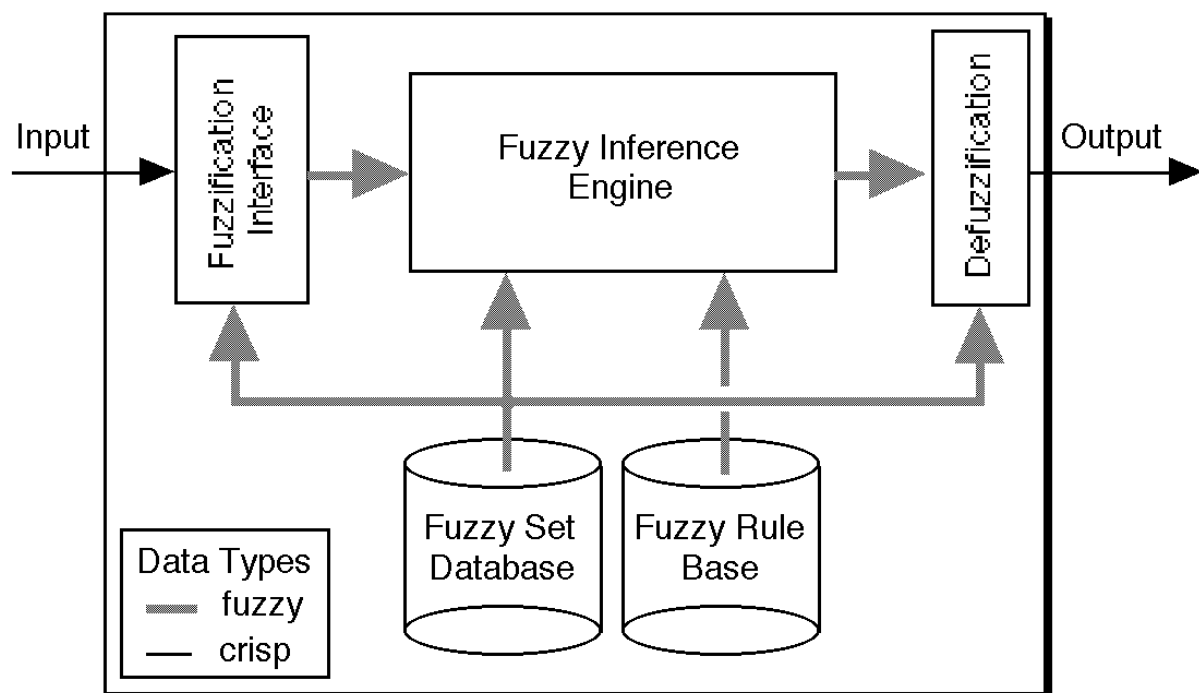 Input
Fuzzification
Interface
Fuzzy Inference
Engine
Defuzzification
Output
Fuzzy Set
Database
Fuzzy Rule
Base
Data Types
fuzzy
crisp